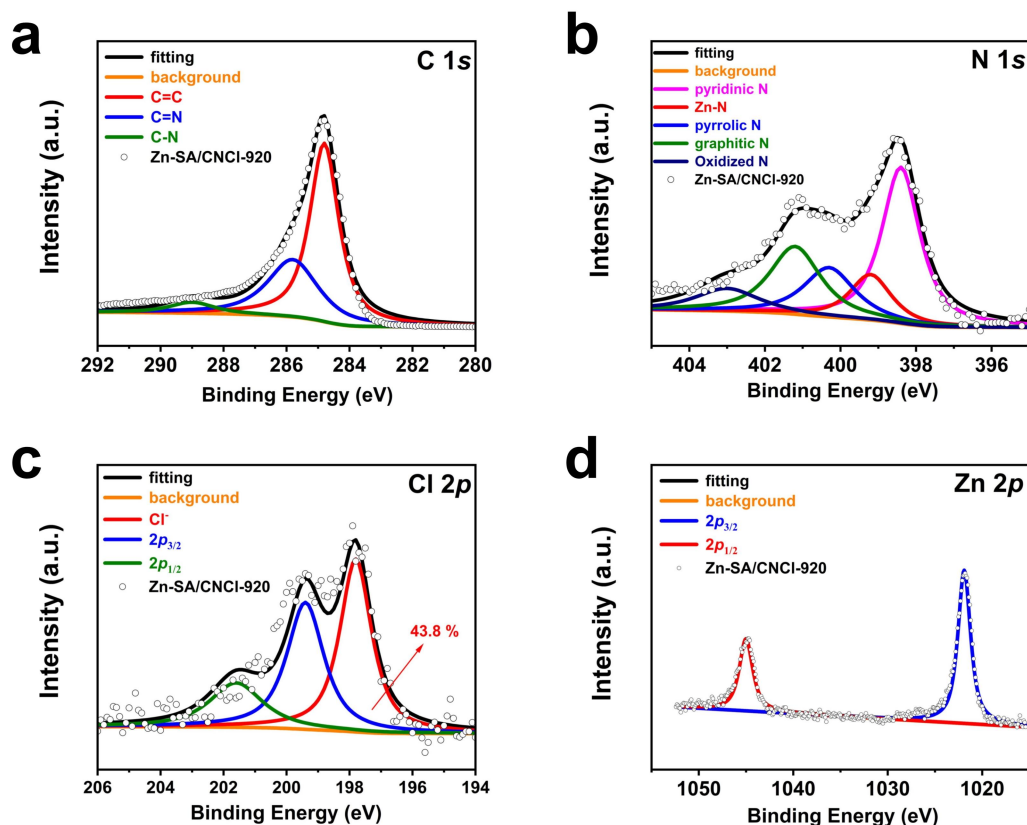 a
C 1s
fitting
background
C=C
C=N
C-N
Zn-SA/CNCl-920
Intensity (a.u.)
292 290 288 286 284 282 280
Binding Energy (eV)
b
N 1s
fitting
background
pyridinic N
Zn-N
pyrrolic N
graphitic N
Oxidized N
Zn-SA/CNCl-920
Intensity (a.u.)
404 402 400 398 396
Binding Energy (eV)
c
Cl 2p
fitting
background
Cl⁻
2p₃/₂
2p₁/₂
Zn-SA/CNCl-920
43.8 %
Intensity (a.u.)
206 204 202 200 198 196 194
Binding Energy (eV)
d
Zn 2p
fitting
background
2p₃/₂
2p₁/₂
Zn-SA/CNCl-920
Intensity (a.u.)
1050 1040 1030 1020
Binding Energy (eV)